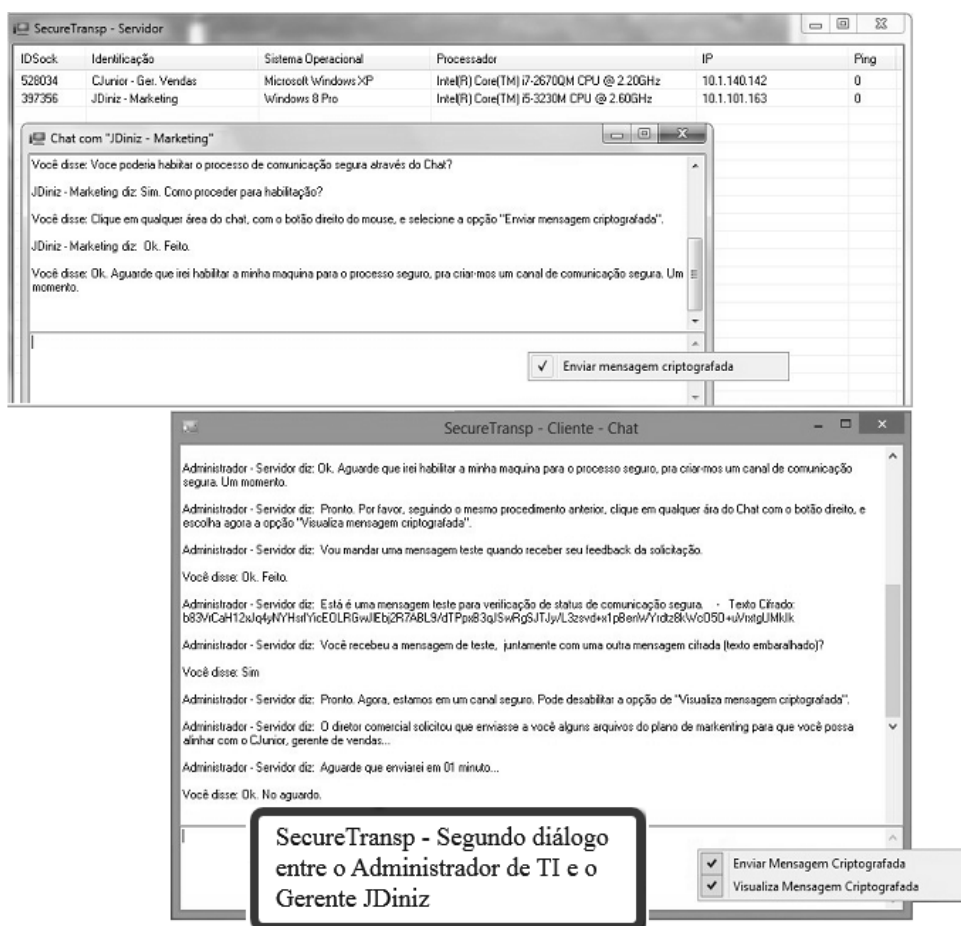 SecureTransp - Servidor
IDSock Identificação Sistema Operacional Processador IP Ping
528034 CJunior - Ger. Vendas Microsoft Windows XP Intel(R) Core(TM) i7-2670QM CPU @ 2.20GHz 10.1.140.142 0
397356 JDiniz - Marketing Windows 8 Pro Intel(R) Core(TM) i5-3230M CPU @ 2.60GHz 10.1.101.163 0
Chat com "JDiniz - Marketing"
Você disse: Voce poderia habiitar o processo de comunicação segura através do Chat?
JDiniz - Marketing diz: Sim. Como proceder para habilitação?
Você disse: Clique em qualquer área do chat, com o botão direito do mouse, e selecione a opção "Enviar mensagem criptografada".
JDiniz - Marketing diz: Ok. Feito.
Você disse: Ok. Aguarde que irei habilitar a minha maquina para o processo seguro, pra criar-mos um canal de comunicação segura. Um
momento.
Enviar mensagem criptografada
SecureTransp - Cliente - Chat
Administrador - Servidor diz: Ok. Aguarde que irei habilitar a minha maquina para o processo seguro, pra criar-mos um canal de comunicação
segura. Um momento.
Administrador - Servidor diz: Pronto. Por favor, seguindo o mesmo procedimento anterior, clique em qualquer ára do Chat com o botão direito, e
escolha agora a opção "Visualiza mensagem criptografada".
Administrador - Servidor diz: Vou mandar uma mensagem teste quando receber seu feedback da solicitação.
Você disse: Ok. Feito.
Administrador - Servidor diz: Está é uma mensagem teste para verificação de status de comunicação segura. - Texto Cifrado:
Administrador - Servidor diz: Você recebeu a mensagem de teste, juntamente com uma outra mensagem cifrada (texto embaralhado)?
Você disse: Sim
Administrador - Servidor diz: Pronto. Agora, estamos em um canal seguro. Pode desabilitar a opção de "Visualiza mensagem criptografada".
Administrador - Servidor diz: O diretor comercial solicitou que enviasse a você alguns arquivos do plano de markenting para que você possa
alinhar com o CJunior, gerente de vendas...
Administrador - Servidor diz: Aguarde que enviarei em 01 minuto...
Você disse: Ok. No aguardo.
SecureTransp - Segundo diálogo
entre o Administrador de TI e o
Gerente JDiniz
Enviar Mensagem Criptografada
Visualiza Mensagem Criptografada